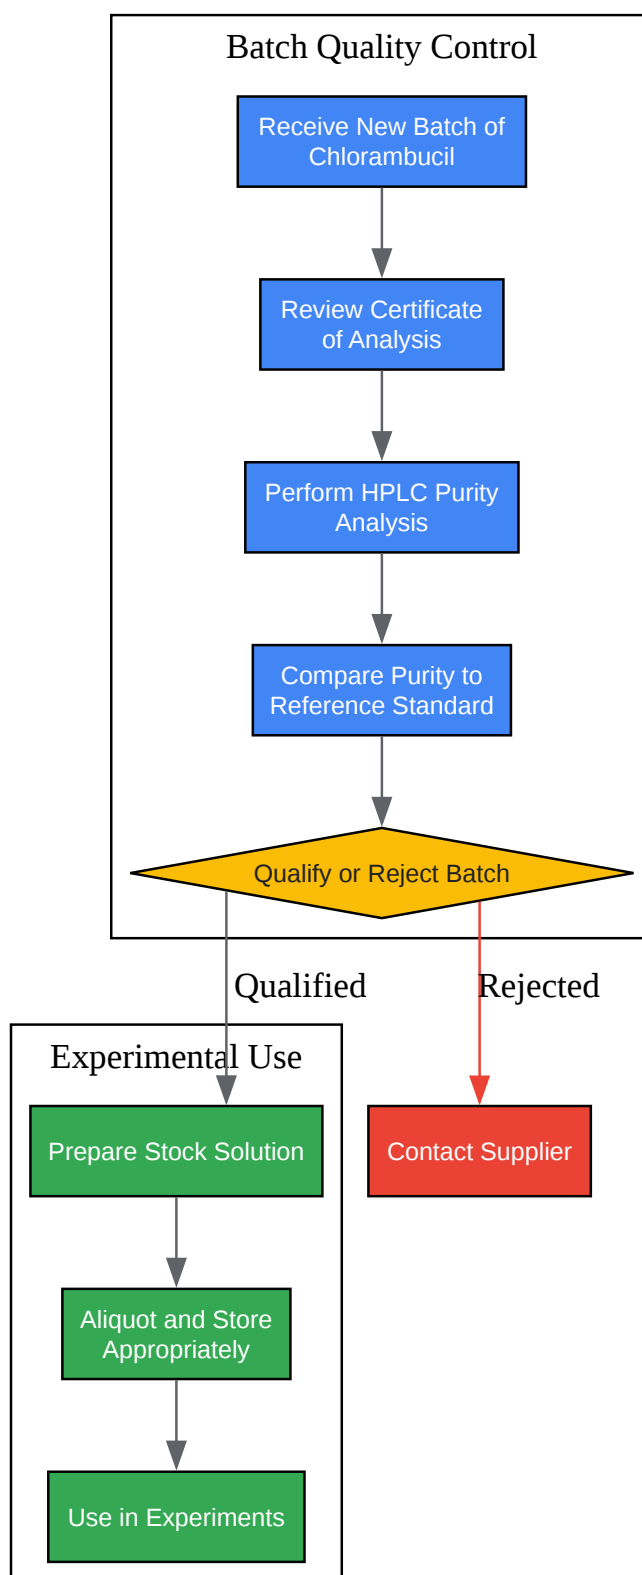 Batch Quality Control
Receive New Batch of
Chlorambucil
Review Certificate
of Analysis
Perform HPLC Purity
Analysis
Compare Purity to
Reference Standard
Qualify or Reject Batch
Qualified
Rejected
Experimental Use
Prepare Stock Solution
Contact Supplier
Aliquot and Store
Appropriately
Use in Experiments